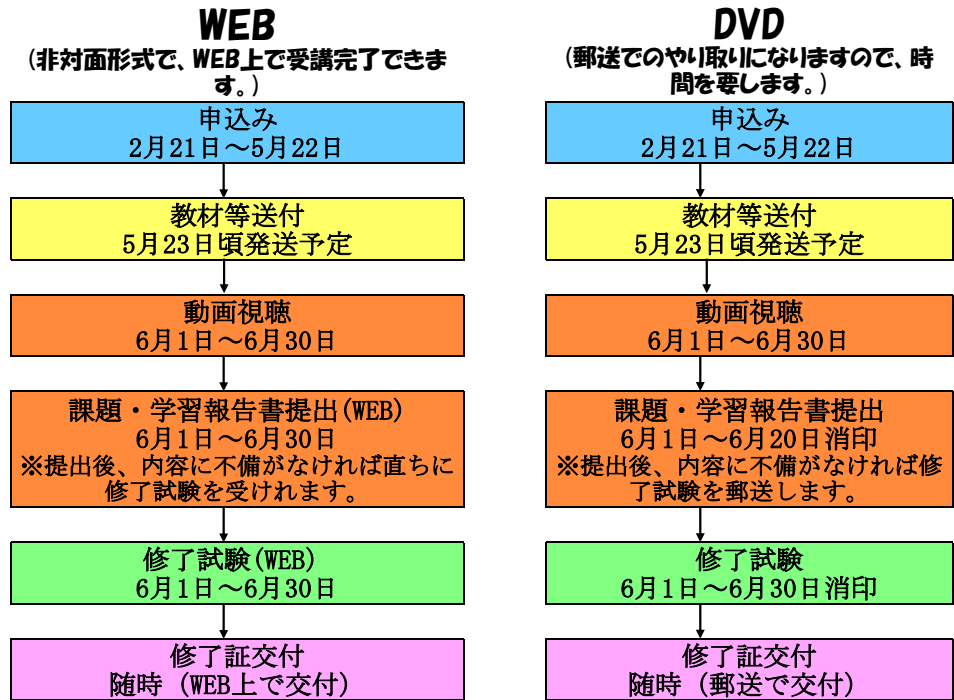 WEB
(非対面形式で、WEB上で受講完了できま
す。)
申込み
2月21日～5月22日
教材等送付
5月23日頃発送予定
動画視聴
6月1日～6月30日
課題・学習報告書提出(WEB)
6月1日～6月30日
※提出後、内容に不備がなければ直ちに
修了試験を受けれます。
修了試験(WEB)
6月1日～6月30日
修了証交付
随時（WEB上で交付）
DVD
(郵送でのやり取りになりますので、時
間を要します。)
申込み
2月21日～5月22日
教材等送付
5月23日頃発送予定
動画視聴
6月1日～6月30日
課題・学習報告書提出
6月1日～6月20日消印
※提出後、内容に不備がなければ修
了試験を郵送します。
修了試験
6月1日～6月30日消印
修了証交付
随時（郵送で交付）